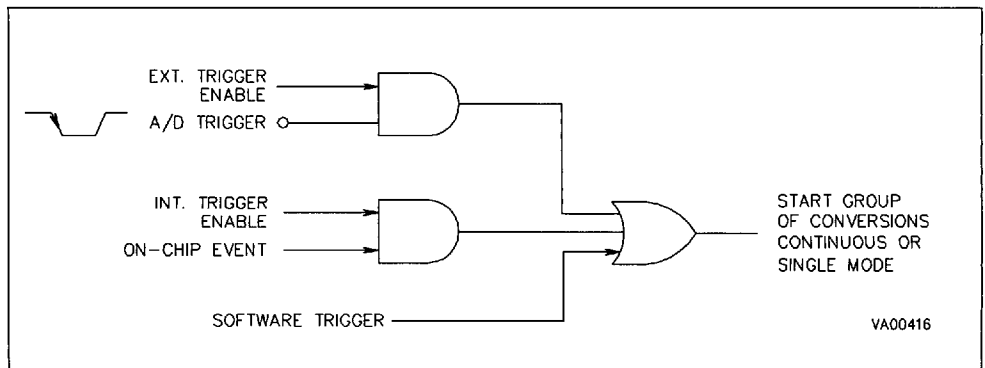 EXT. TRIGGER
ENABLE
A/D TRIGGER
INT. TRIGGER
ENABLE
ON-CHIP EVENT
SOFTWARE TRIGGER
START GROUP
OF CONVERSIONS
CONTINUOUS OR
SINGLE MODE
VA00416